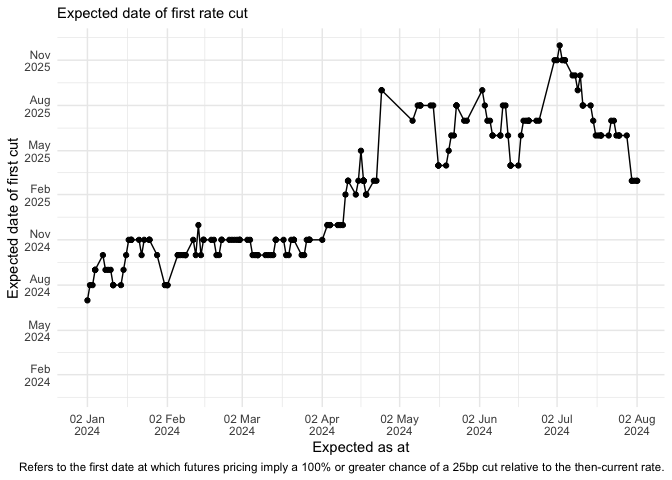 Expected date of first rate cut
Expected date of first cut
Nov
2025
Aug
2025
May
2025
Feb
2025
Nov
2024
Aug
2024
May
2024
Feb
2024
02 Jan
2024
02 Feb
2024
02 Mar
2024
02 Apr
2024
02 May
2024
02 Jun
2024
02 Jul
2024
02 Aug
2024
Expected as at
Refers to the first date at which futures pricing imply a 100% or greater chance of a 25bp cut relative to the then-current rate.